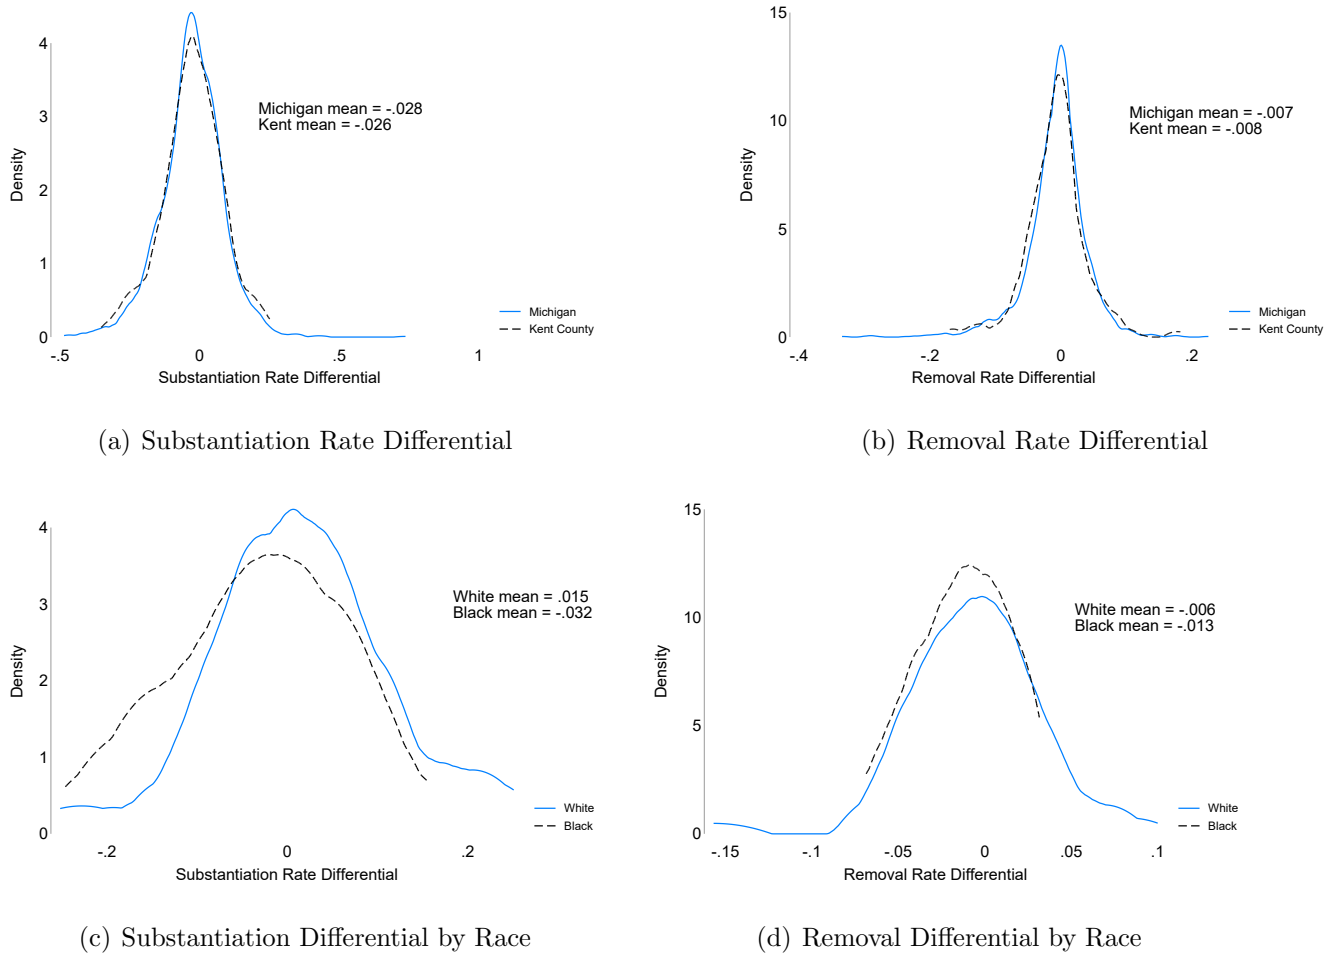 4
3
2
1
0
Density
Michigan mean = -.028
Kent mean = -.026
Michigan
Kent County
-.5
0
.5
1
Substantiation Rate Differential
(a) Substantiation Rate Differential
15
10
5
0
Density
Michigan mean = -.007
Kent mean = -.008
Michigan
Kent County
-.4
-.2
0
.2
Removal Rate Differential
(b) Removal Rate Differential
4
3
2
1
0
Density
White mean = .015
Black mean = -.032
White
Black
-.2
0
.2
Substantiation Rate Differential
(c) Substantiation Differential by Race
15
10
5
0
Density
White mean = -.006
Black mean = -.013
White
Black
-.15
-.1
-.05
0
.05
.1
Removal Rate Differential
(d) Removal Differential by Race